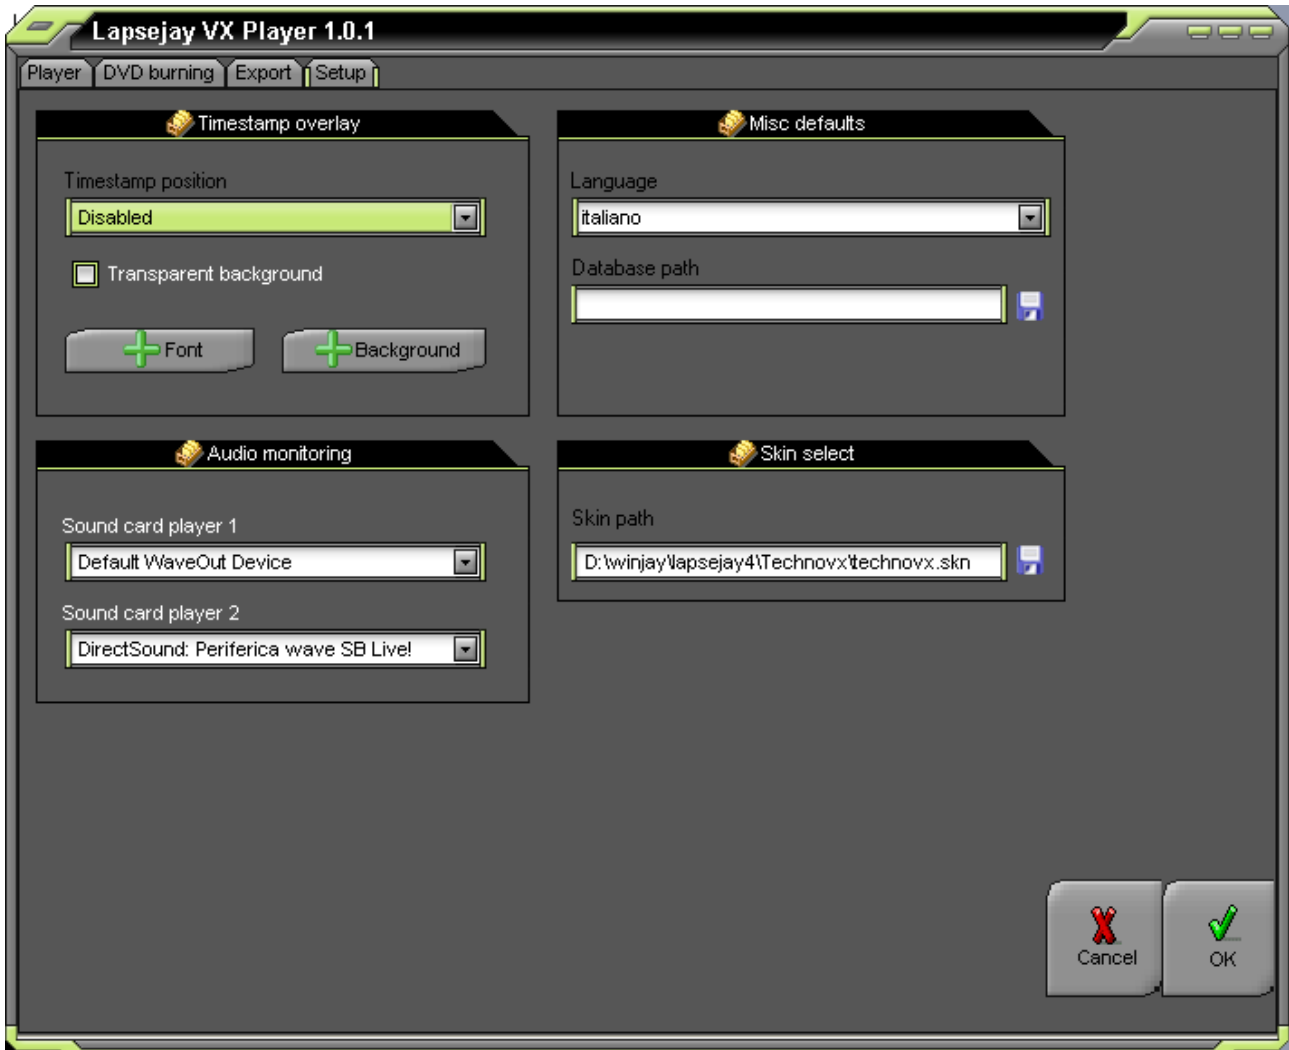 Lapsejay VX Player 1.0.1
Player DVD burning Export Setup
Timestamp overlay
Timestamp position
Disabled
Transparent background
Font Background
Misc defaults
Language
italiano
Database path
Audio monitoring
Sound card player 1
Default WaveOut Device
Sound card player 2
DirectSound: Periferica wave SB Live!
Skin select
Skin path
D:\winjay\lapsejay4\Technovx\technovx.skn
Cancel OK